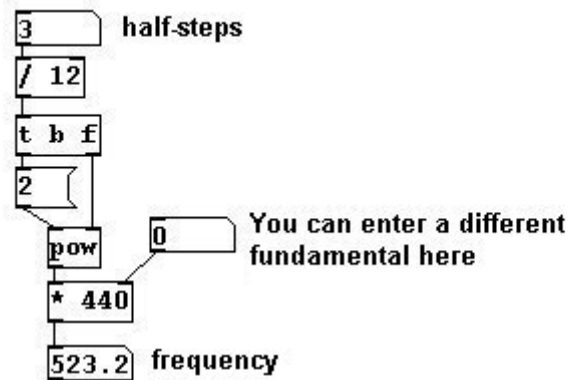 3
half-steps
/ 12
t b f
2
pow
0
You can enter a different
fundamental here
* 440
523.2
frequency